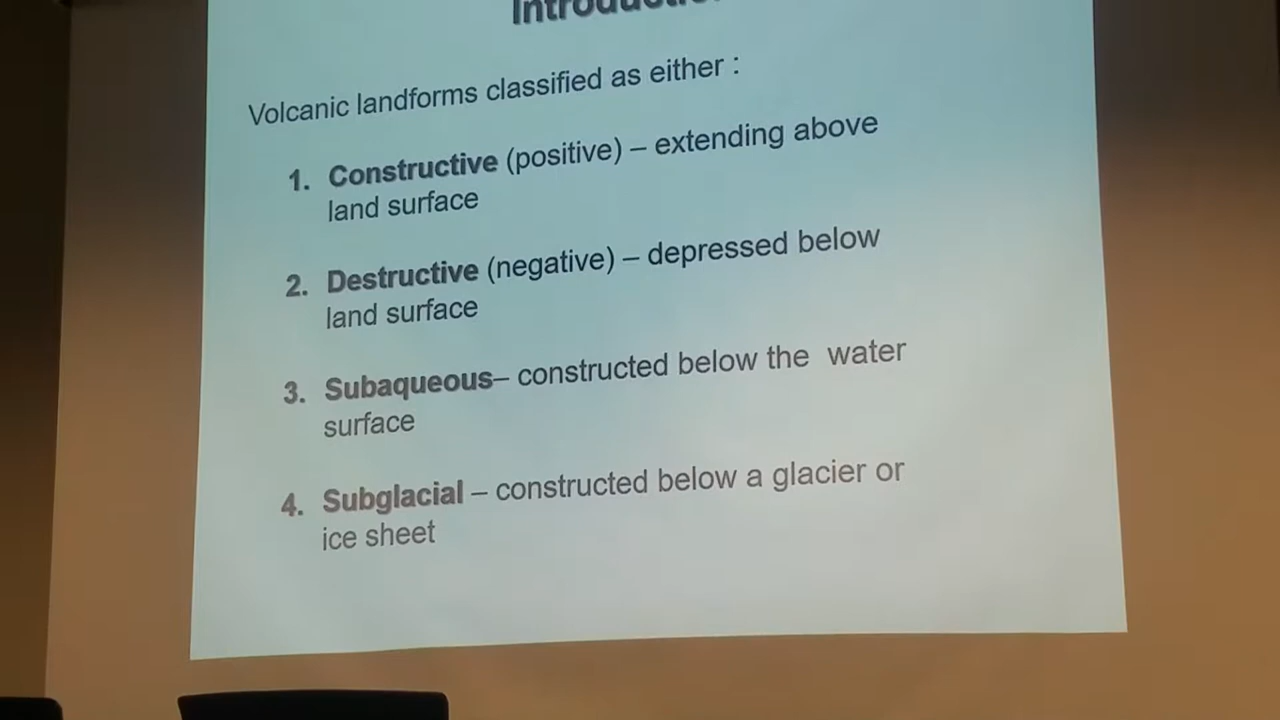 Volcanic landforms classified as either :
1. Constructive (positive) – extending above
land surface
2. Destructive (negative) – depressed below
land surface
3. Subaqueous– constructed below the water
surface
4. Subglacial – constructed below a glacier or
ice sheet